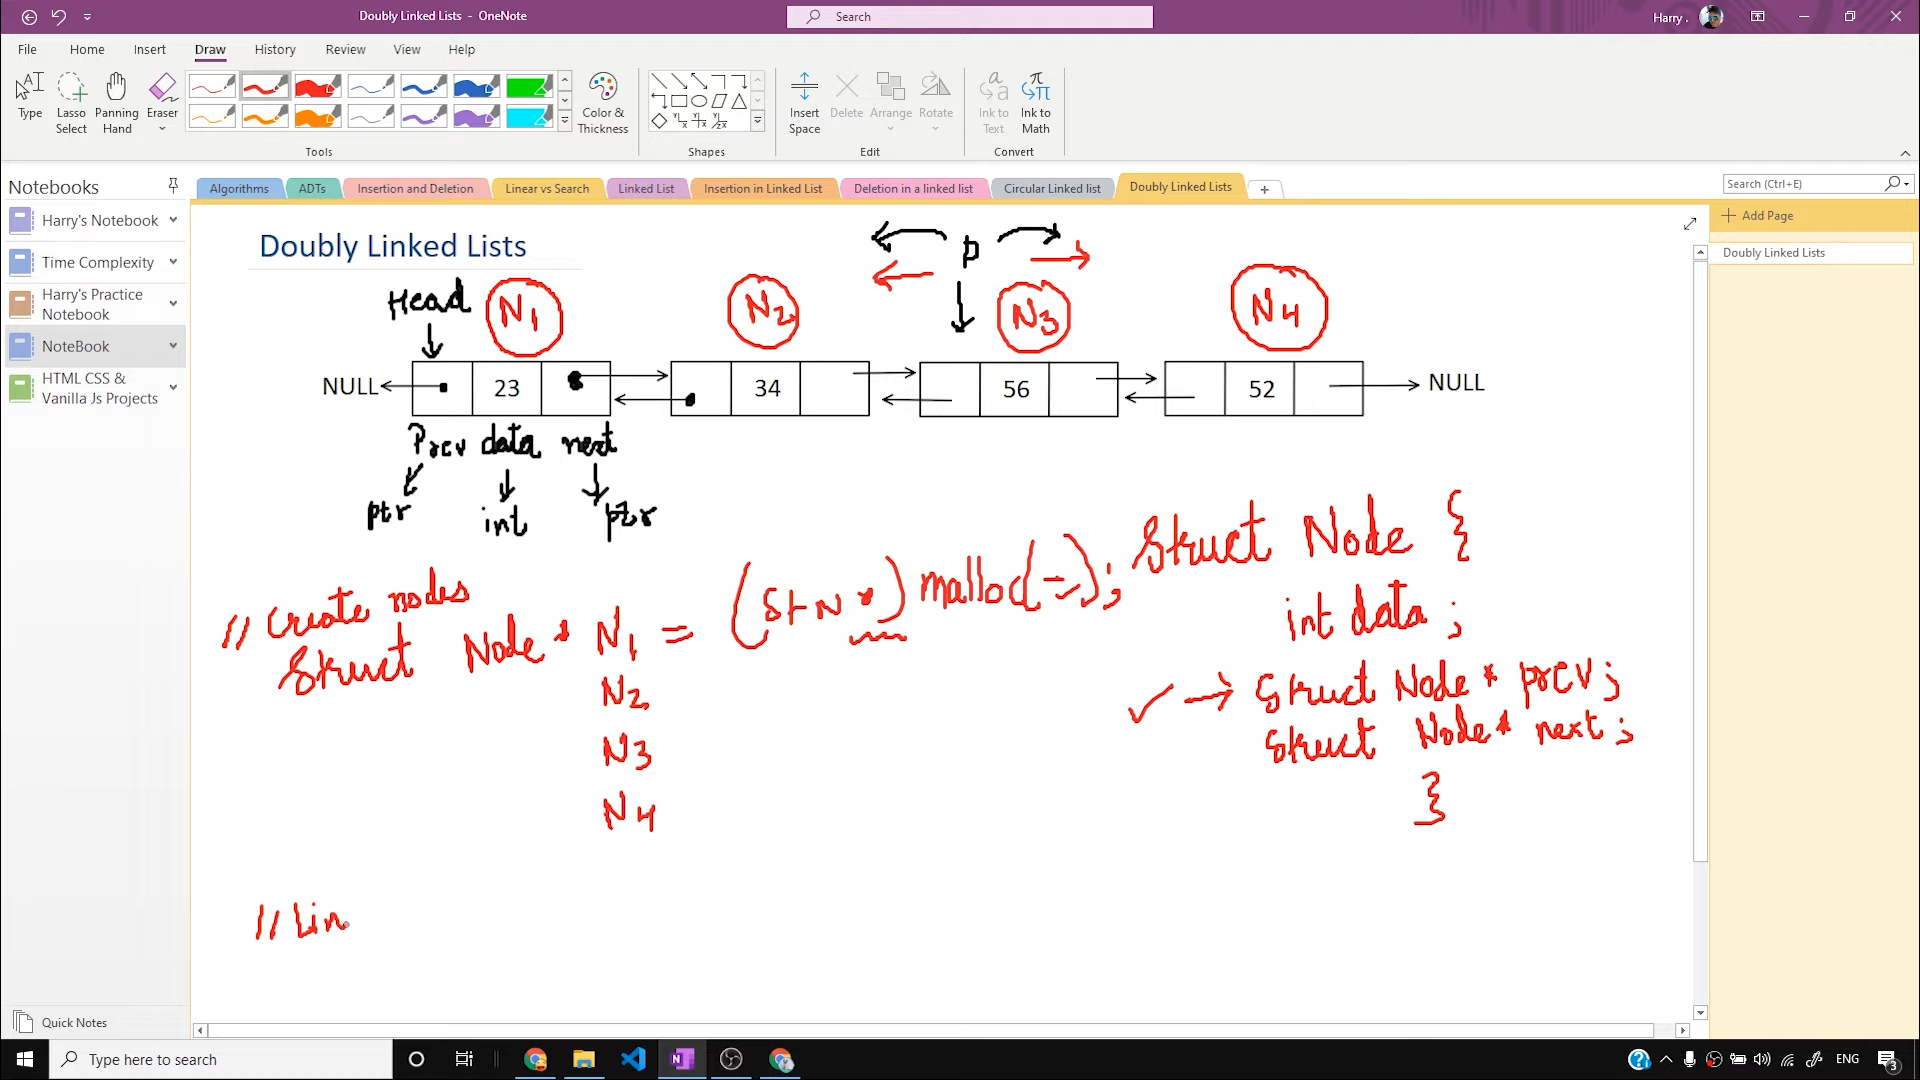 Doubly Linked Lists - OneNote
Search
Harry .
File Home Insert Draw History Review View Help
Type
Lasso Select
Panning Hand
Eraser
Color & Thickness
Insert Space
Delete
Arrange
Rotate
Ink to Text
Ink to Math
Tools
Shapes
Edit
Convert
Notebooks
Harry's Notebook
Time Complexity
Harry's Practice Notebook
NoteBook
HTML CSS & Vanilla Js Projects
Quick Notes
Algorithms ADTs Insertion and Deletion Linear vs Search Linked List Insertion in Linked List Deletion in a linked list Circular Linked list Doubly Linked Lists
Search (Ctrl+E)
Add Page
Doubly Linked Lists
Doubly Linked Lists
p
Head N1 N2 N3 N4
NULL 23 34 56 52 NULL
Prev data next
ptr int ptr
// Create nodes
Struct Node * N1 = (St N *) malloc(-);
N2
N3
N4
Struct Node {
int data ;
Struct Node * prev ;
Struct Node * next ;
}
// Lin
Type here to search
ENG
3